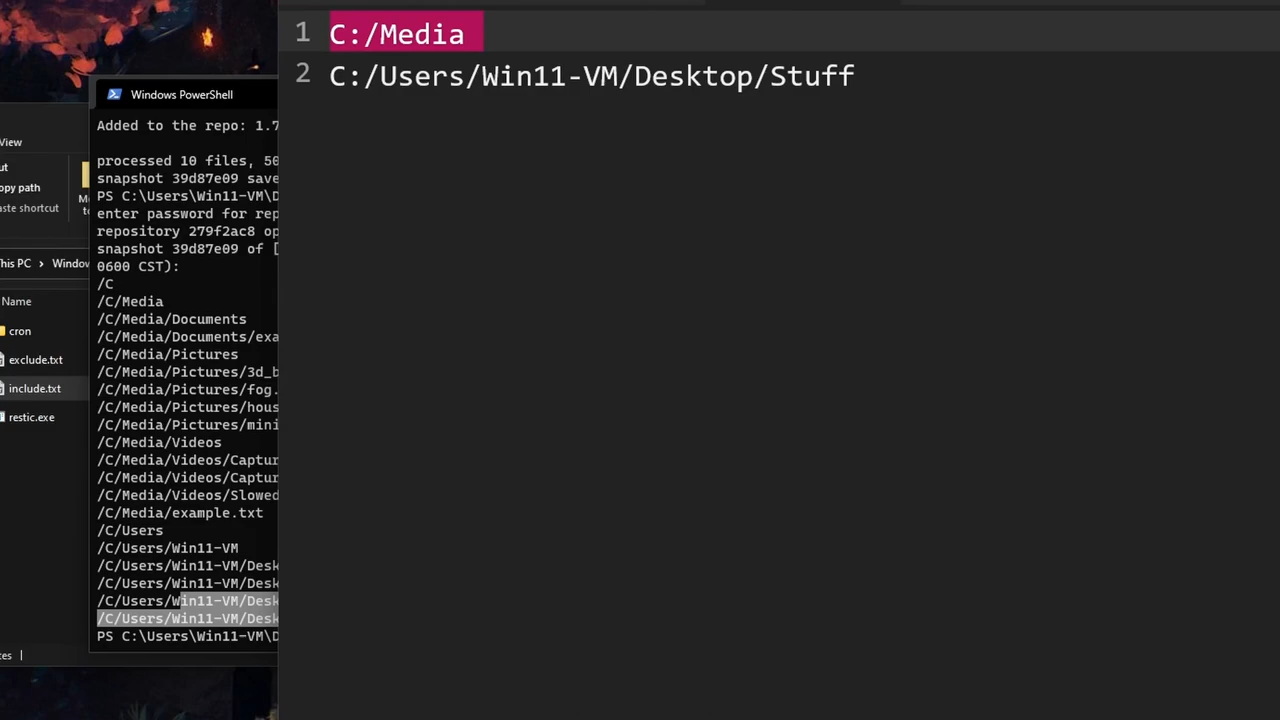 1 C:/Media
2 C:/Users/Win11-VM/Desktop/Stuff
View
opy path
shortcut
his PC
Name
cron
exclude.txt
include.txt
restic.exe
Windows PowerShell
Added to the repo: 1.7
processed 10 files, 50
snapshot 39d87e09 save
PS C:\Users\Win11-VM\D
enter password for rep
repository 279f2ac8 op
snapshot 39d87e09 of [
0600 CST):
/C
/C/Media
/C/Media/Documents
/C/Media/Documents/exa
/C/Media/Pictures
/C/Media/Pictures/3d_b
/C/Media/Pictures/fog.
/C/Media/Pictures/hous
/C/Media/Pictures/mini
/C/Media/Videos
/C/Media/Videos/Captur
/C/Media/Videos/Captur
/C/Media/Videos/Slowed
/C/Media/example.txt
/C/Users
/C/Users/Win11-VM
/C/Users/Win11-VM/Desk
/C/Users/Win11-VM/Desk
/C/Users/Win11-VM/Desk
/C/Users/Win11-VM/Desk
PS C:\Users\Win11-VM\D